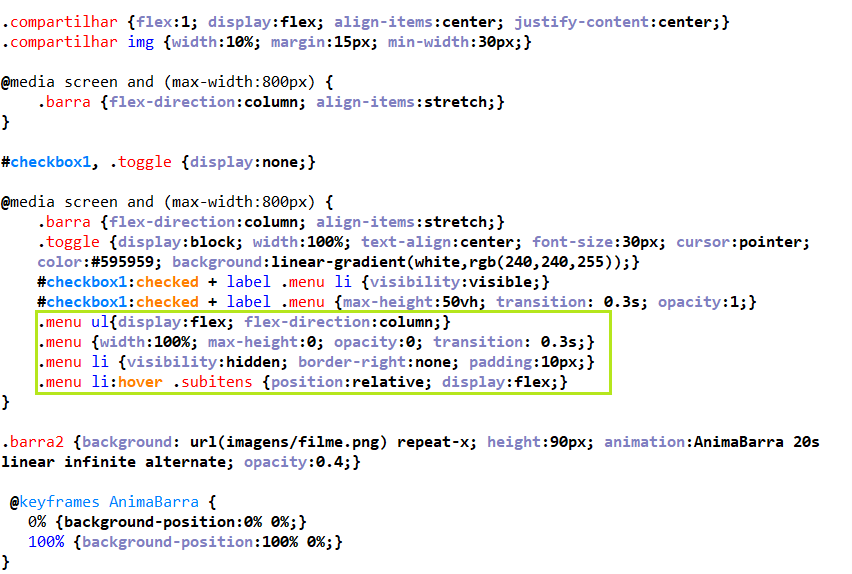 .compartilhar {flex:1; display:flex; align-items:center; justify-content:center;}
.compartilhar img {width:10%; margin:15px; min-width:30px;}
@media screen and (max-width:800px) {
.barra {flex-direction:column; align-items:stretch;}
}
#checkbox1, .toggle {display:none;}
@media screen and (max-width:800px) {
.barra {flex-direction:column; align-items:stretch;}
.toggle {display:block; width:100%; text-align:center; font-size:30px; cursor:pointer;
color:#595959; background:linear-gradient(white,rgb(240,240,255));}
#checkbox1:checked + label .menu li {visibility:visible;}
#checkbox1:checked + label .menu {max-height:50vh; transition: 0.3s; opacity:1;}
.menu ul{display:flex; flex-direction:column;}
.menu {width:100%; max-height:0; opacity:0; transition: 0.3s;}
.menu li {visibility:hidden; border-right:none; padding:10px;}
.menu li:hover .subitens {position:relative; display:flex;}
}
.barra2 {background: url(imagens/filme.png) repeat-x; height:90px; animation:AnimaBarra 20s
linear infinite alternate; opacity:0.4;}
@keyframes AnimaBarra {
0% {background-position:0% 0%;}
100% {background-position:100% 0%;}
}